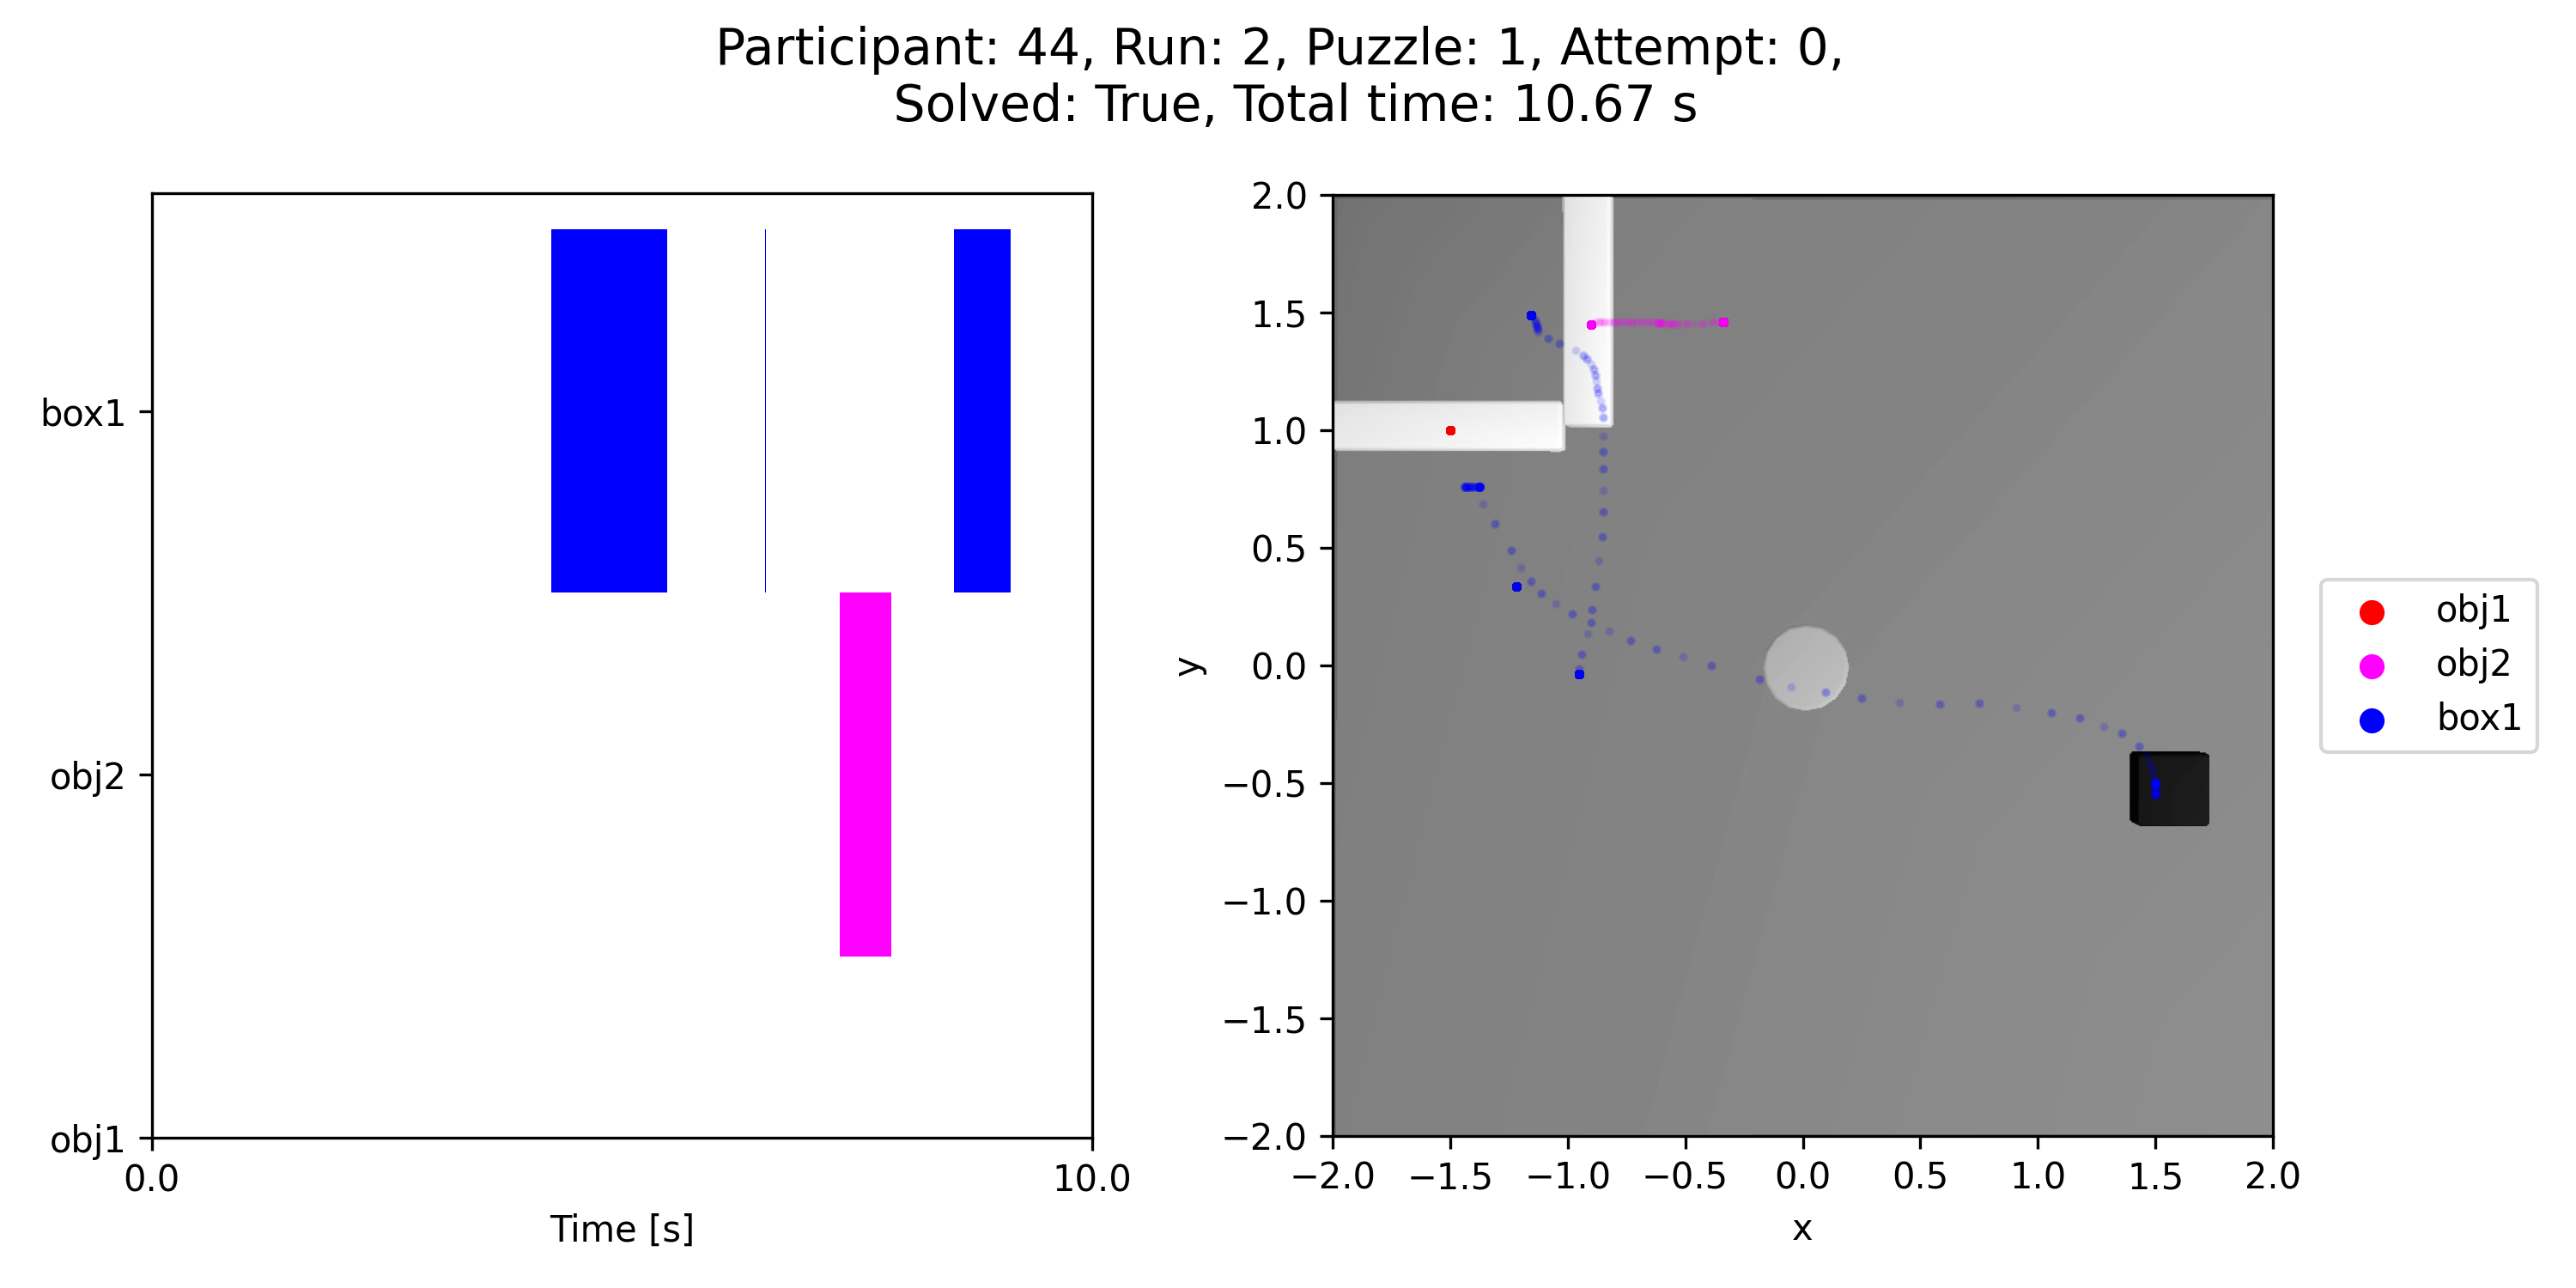 Participant: 44, Run: 2, Puzzle: 1, Attempt: 0,
Solved: True, Total time: 10.67 s
box1
obj2
obj1
0.0
10.0
Time [s]
2.0
1.5
1.0
0.5
0.0
−0.5
−1.0
−1.5
−2.0
y
−2.0
−1.5
−1.0
−0.5
0.0
0.5
1.0
1.5
2.0
x
obj1
obj2
box1